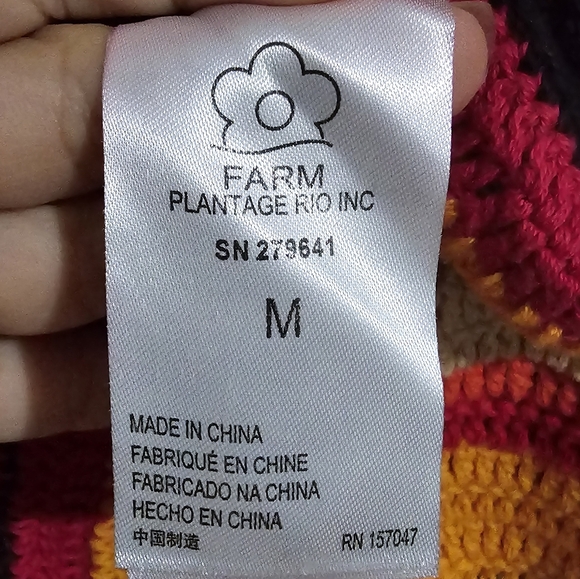 FARM
PLANTAGE RIO INC
SN 279641
M
MADE IN CHINA
FABRIQUÉ EN CHINE
FABRICADO NA CHINA
HECHO EN CHINA
中国制造
RN 157047